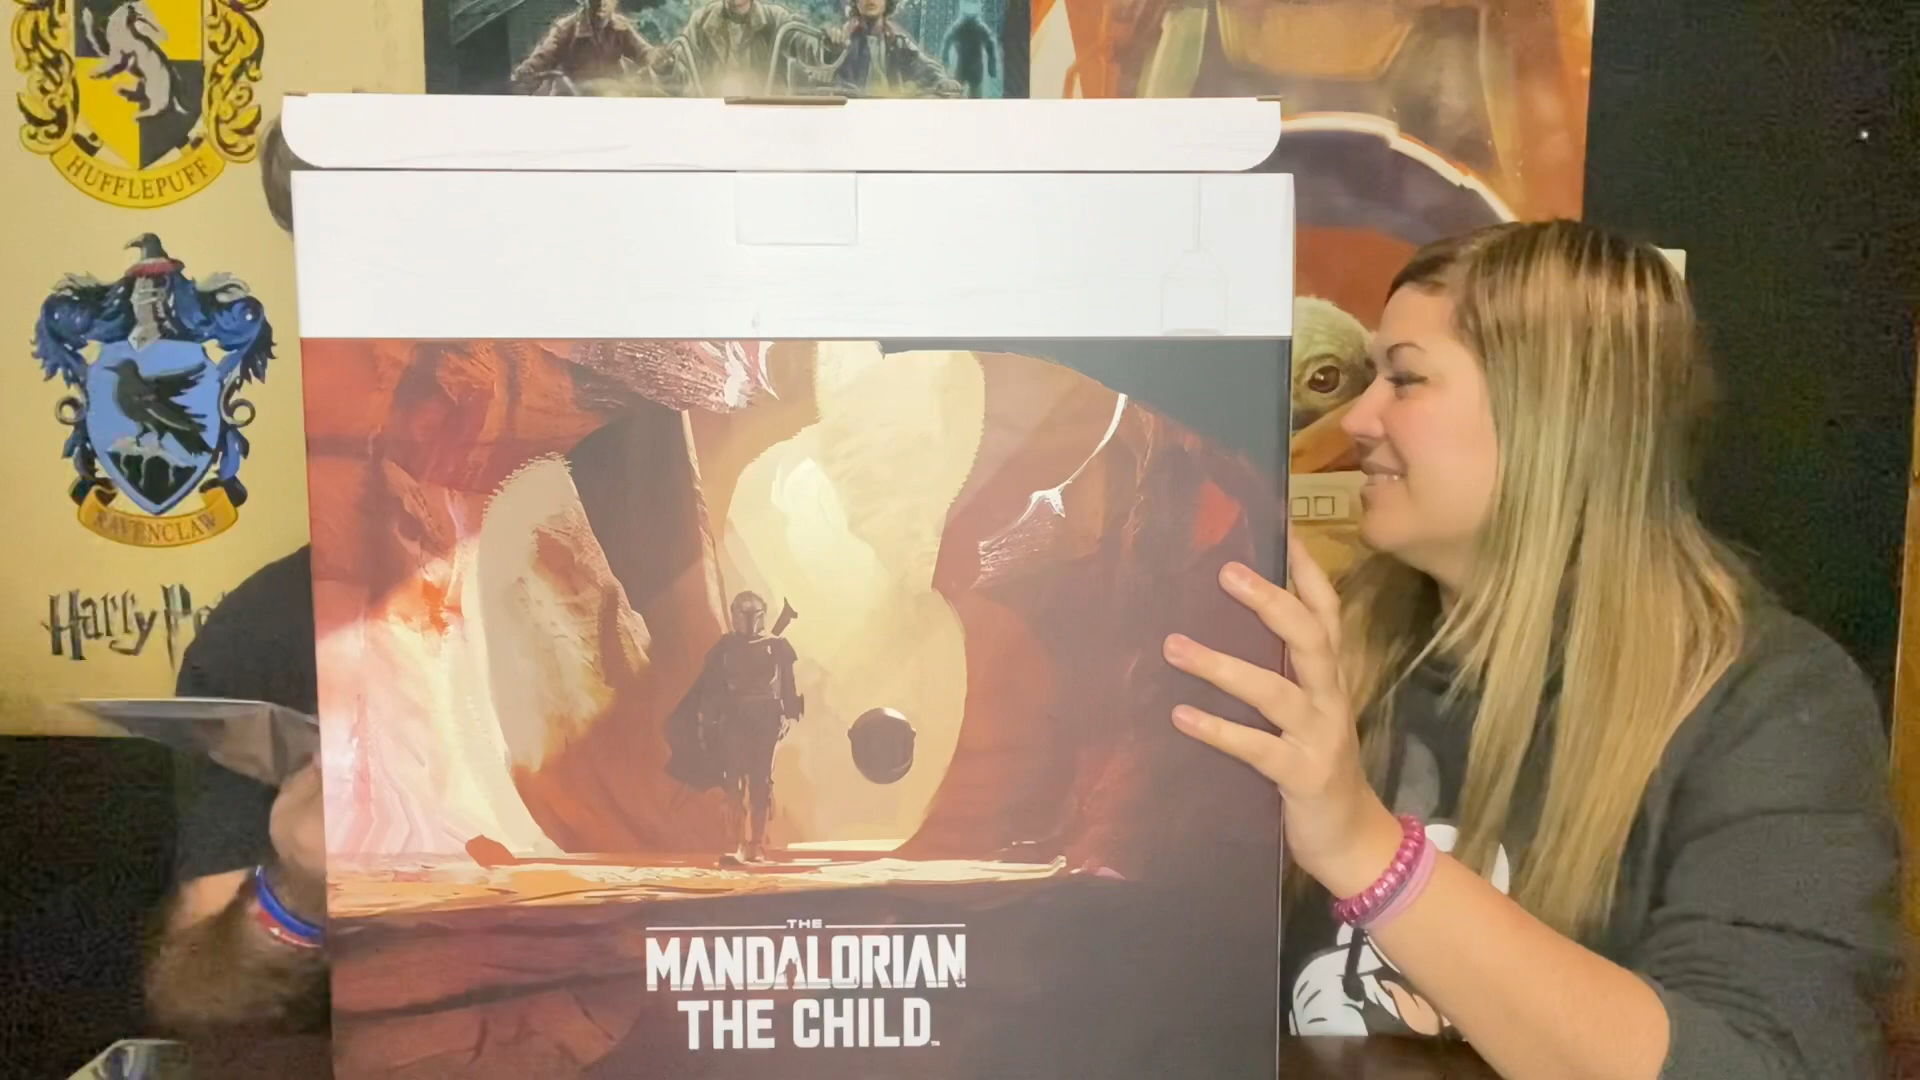 HUFFLEPUFF
RAVENCLAW
Harry Po
THE
MANDALORIAN
THE CHILD